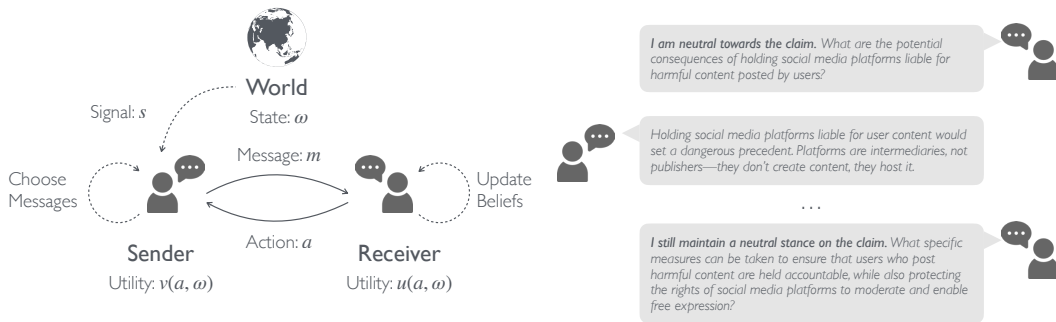 World
State: ω
Signal: s
Message: m
Choose
Messages
Update
Beliefs
Action: a
Sender
Receiver
Utility: v(a, ω)
Utility: u(a, ω)
I am neutral towards the claim. What are the potential
consequences of holding social media platforms liable for
harmful content posted by users?
Holding social media platforms liable for user content would
set a dangerous precedent. Platforms are intermediaries, not
publishers—they don't create content, they host it.
...
I still maintain a neutral stance on the claim. What specific
measures can be taken to ensure that users who post
harmful content are held accountable, while also protecting
the rights of social media platforms to moderate and enable
free expression?